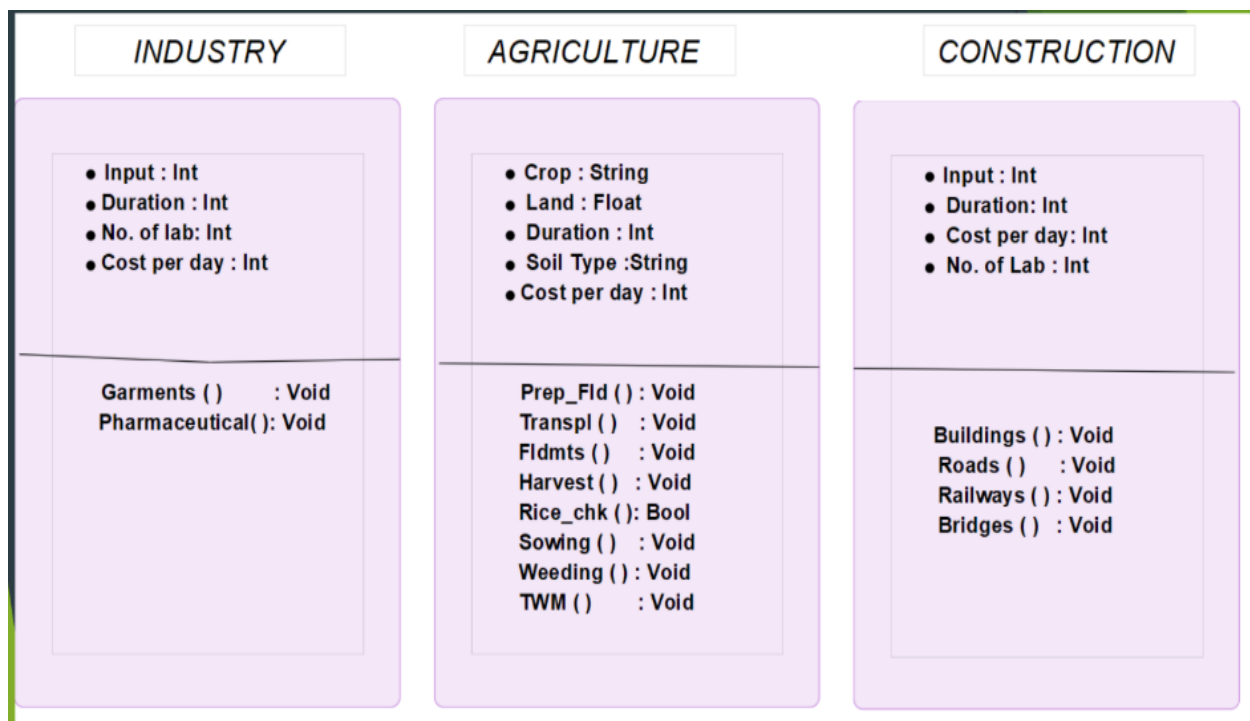 INDUSTRY
● Input : Int
● Duration : Int
● No. of lab: Int
● Cost per day : Int
Garments ( ) : Void
Pharmaceutical( ): Void
AGRICULTURE
● Crop : String
● Land : Float
● Duration : Int
● Soil Type :String
● Cost per day : Int
Prep_Fld ( ) : Void
Transpl ( ) : Void
Fldmts ( ) : Void
Harvest ( ) : Void
Rice_chk ( ): Bool
Sowing ( ) : Void
Weeding ( ) : Void
TWM ( ) : Void
CONSTRUCTION
● Input : Int
● Duration: Int
● Cost per day: Int
● No. of Lab : Int
Buildings ( ) : Void
Roads ( ) : Void
Railways ( ) : Void
Bridges ( ) : Void